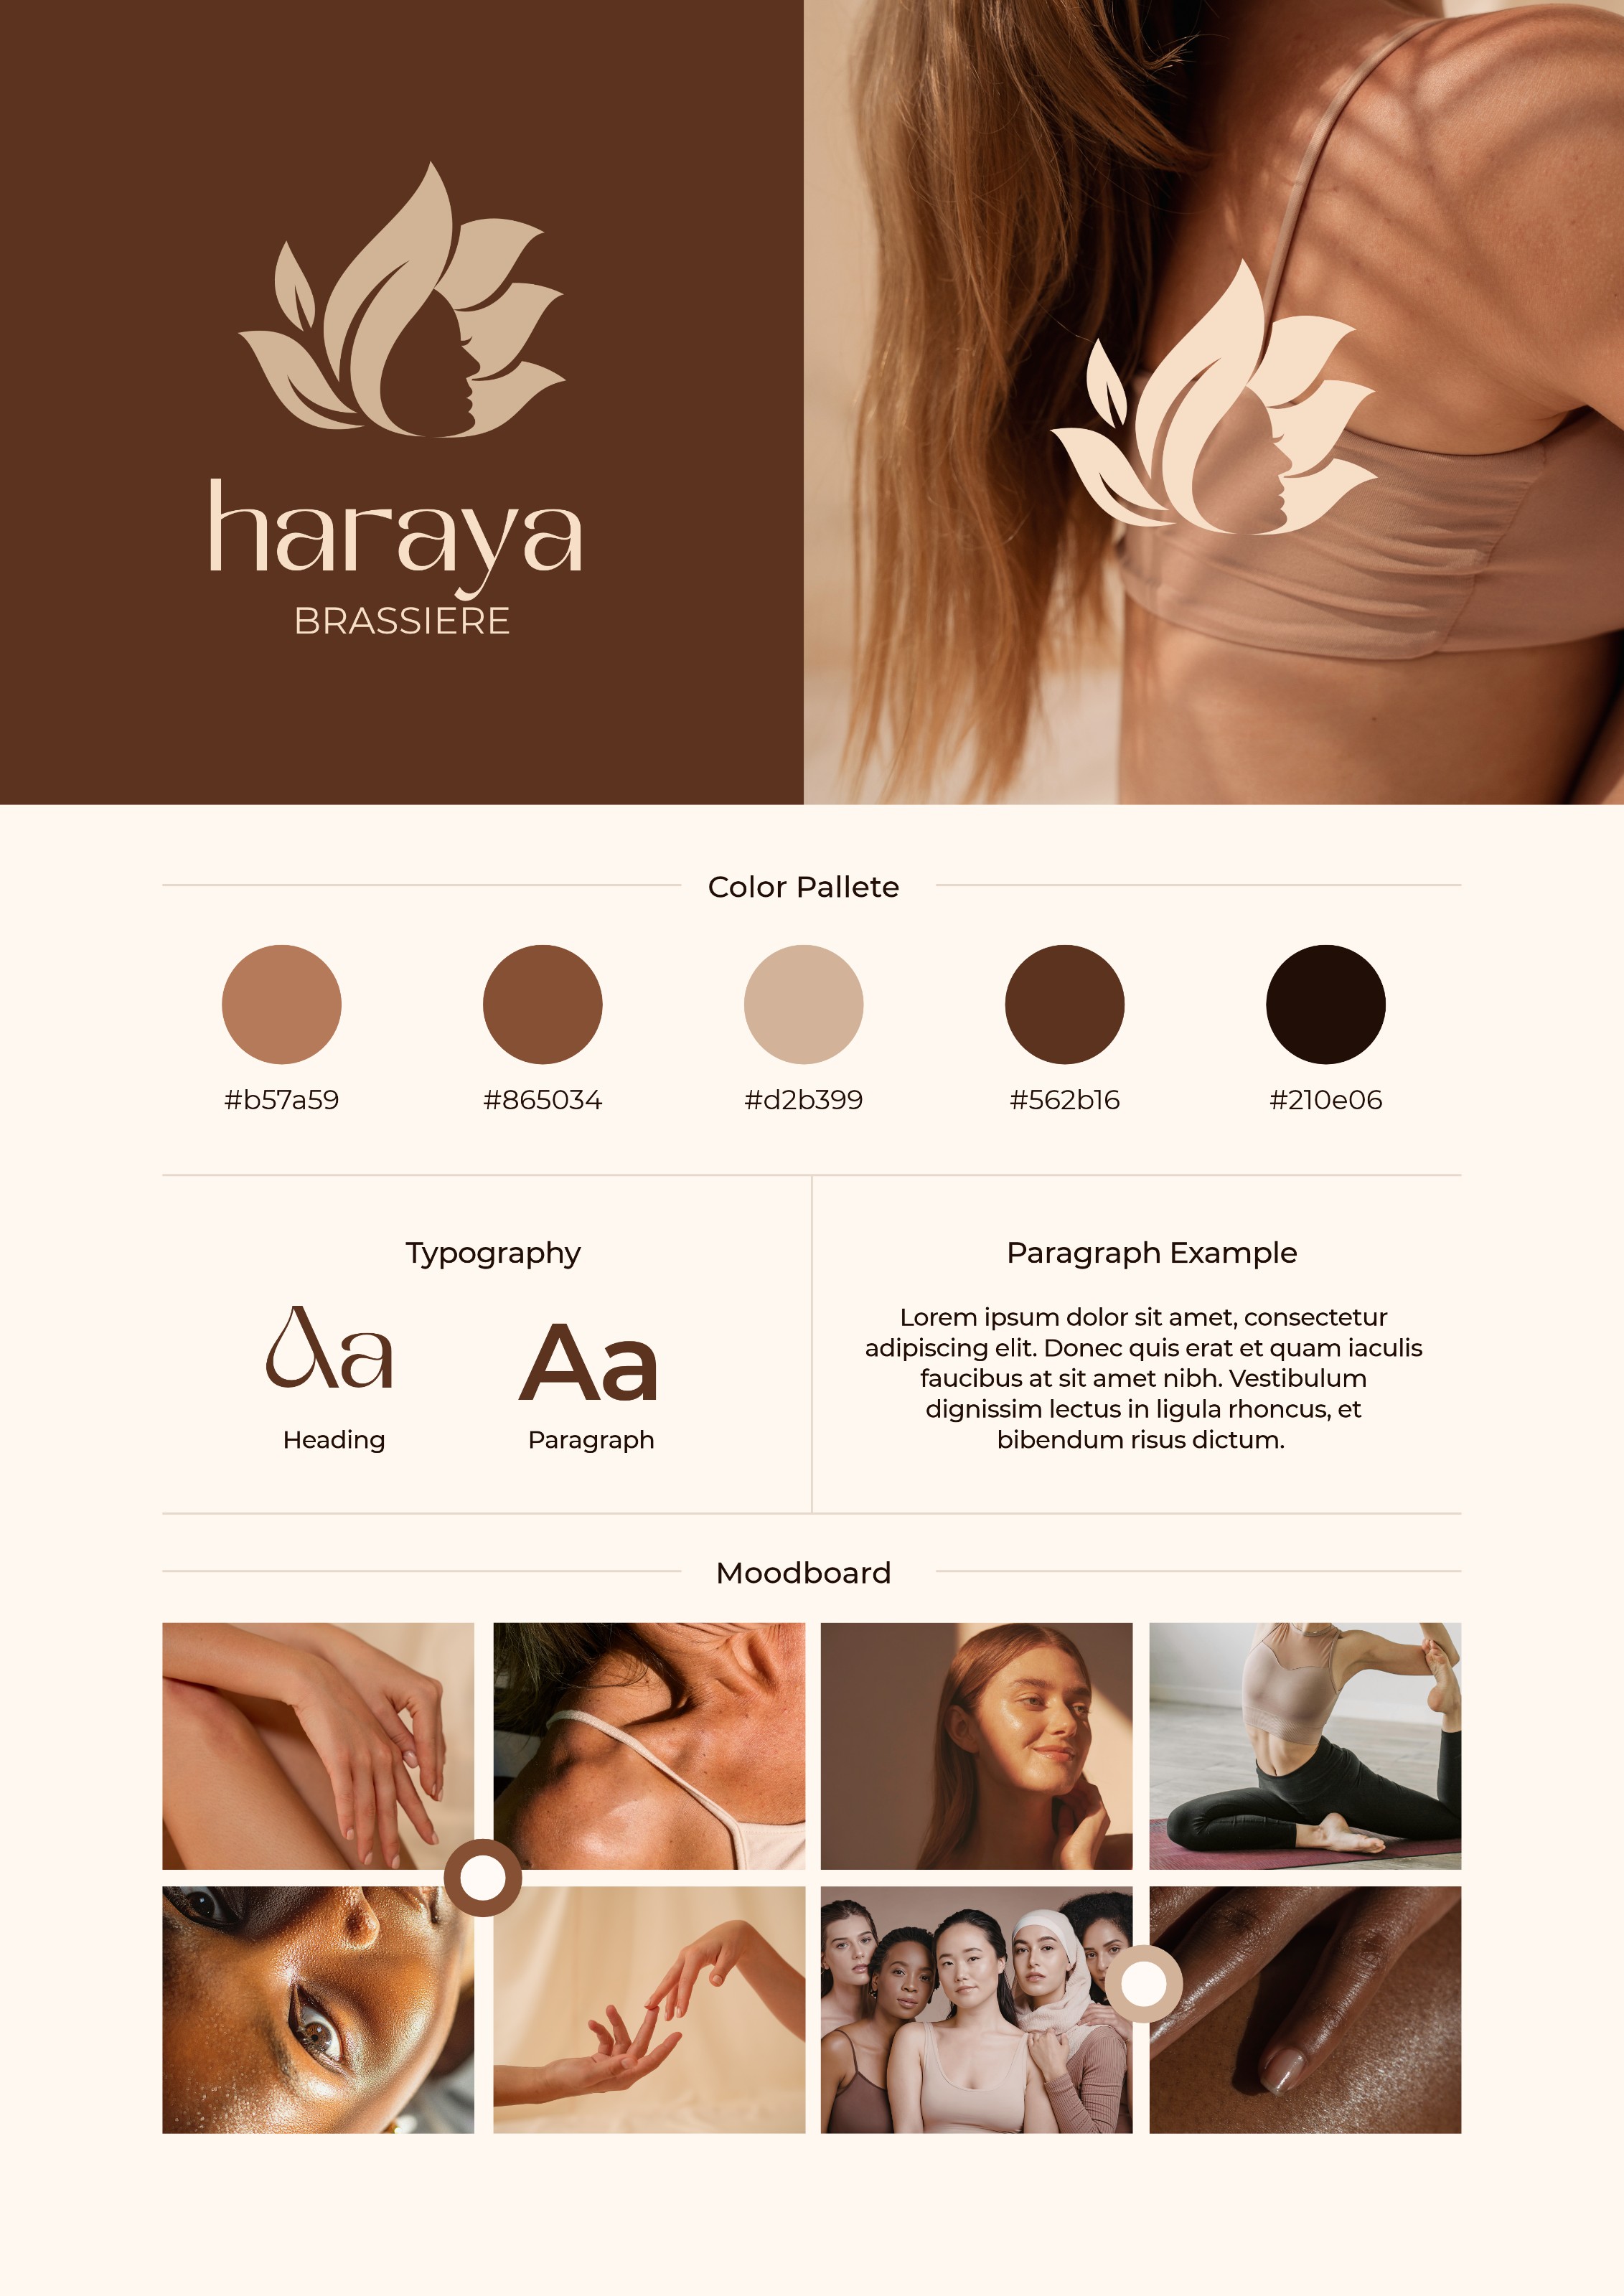 haraya
BRASSIERE
Color Pallete
#b57a59
#865034
#d2b399
#562b16
#210e06
Typography
Aa
Heading
Aa
Paragraph
Paragraph Example
Lorem ipsum dolor sit amet, consectetur
adipiscing elit. Donec quis erat et quam iaculis
faucibus at sit amet nibh. Vestibulum
dignissim lectus in ligula rhoncus, et
bibendum risus dictum.
Moodboard